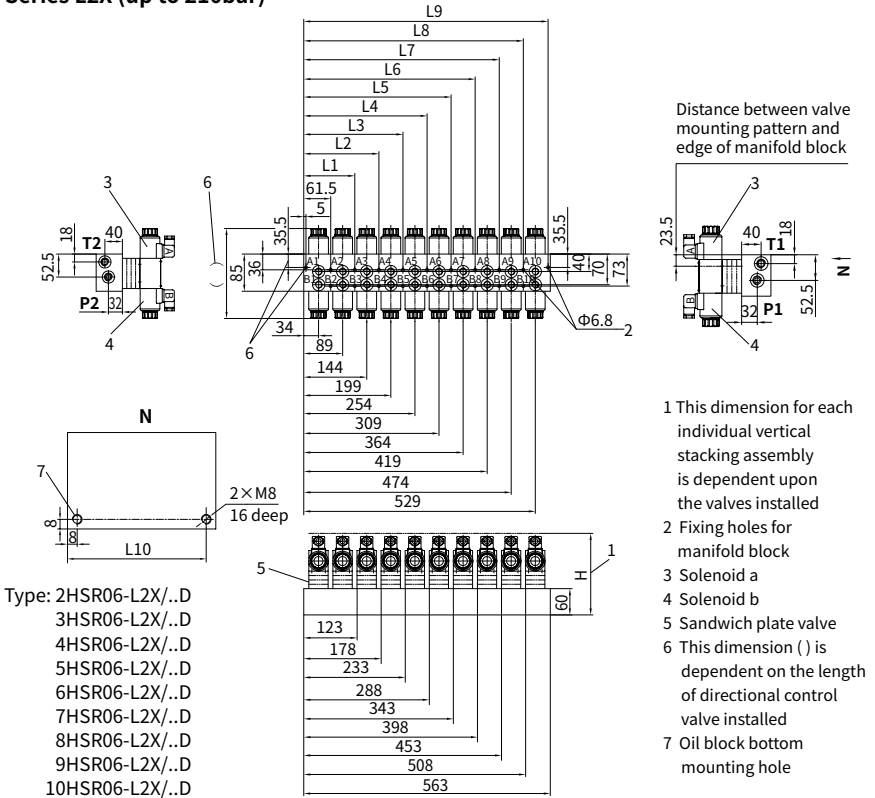 Series L2X (up to 210bar)
L9
L8
L7
L6
L5
L4
L3
L2
L1
61.5
5
35.5
35.5
85
36
A1 A2 A3 A4 A5 A6 A7 A8 A9 A10
B1 B2 B3 B4 B5 B6 B7 B8 B9
40
70
73
Φ6.8
2
6
6
34
89
144
199
254
309
364
419
474
529
3
18
40
T2
A
52.5
P2
32
B
4
Distance between valve
mounting pattern and
edge of manifold block
3
23.5
40
18
T1
A
N
52.5
B
32
P1
4
N
7
2×M8
16 deep
8
8
L10
5
1
H
60
123
178
233
288
343
398
453
508
563
Type: 2HSR06-L2X/..D
3HSR06-L2X/..D
4HSR06-L2X/..D
5HSR06-L2X/..D
6HSR06-L2X/..D
7HSR06-L2X/..D
8HSR06-L2X/..D
9HSR06-L2X/..D
10HSR06-L2X/..D
1 This dimension for each
individual vertical
stacking assembly
is dependent upon
the valves installed
2 Fixing holes for
manifold block
3 Solenoid a
4 Solenoid b
5 Sandwich plate valve
6 This dimension ( ) is
dependent on the length
of directional control
valve installed
7 Oil block bottom
mounting hole